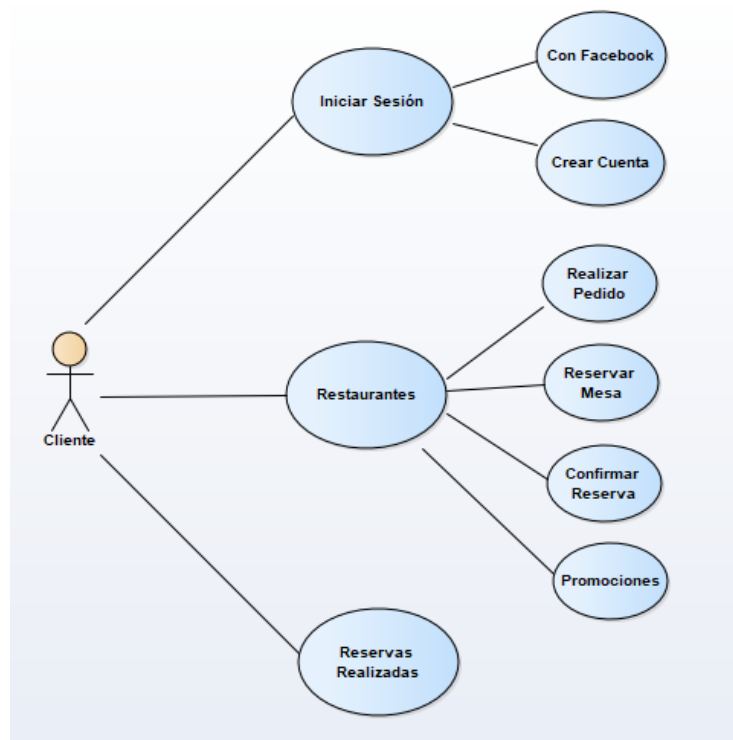 Con Facebook
Iniciar Sesión
Crear Cuenta
Realizar
Pedido
Reservar
Mesa
Restaurantes
Cliente
Confirmar
Reserva
Promociones
Reservas
Realizadas